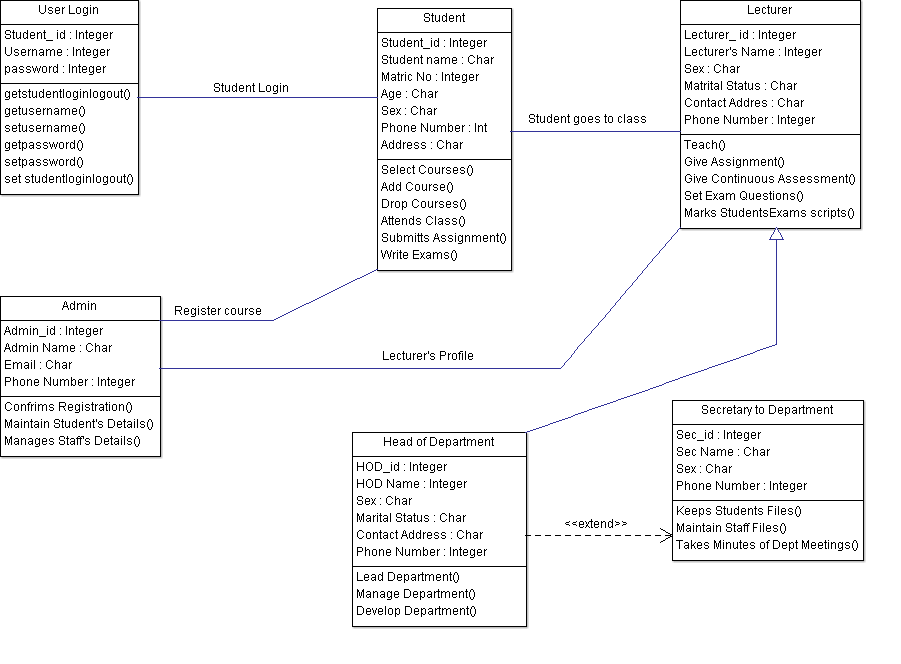 User Login
Student_ id : Integer
Username : Integer
password : Integer
getstudentloginlogout()
getusername()
setusername()
getpassword()
setpassword()
set studentloginlogout()
Student Login
Student
Student_id : Integer
Student name : Char
Matric No : Integer
Age : Char
Sex : Char
Phone Number : Int
Address : Char
Select Courses()
Add Course()
Drop Courses()
Attends Class()
Submitts Assignment()
Write Exams()
Student goes to class
Lecturer
Lecturer_ id : Integer
Lecturer's Name : Integer
Sex : Char
Matrital Status : Char
Contact Addres : Char
Phone Number : Integer
Teach()
Give Assignment()
Give Continuous Assessment()
Set Exam Questions()
Marks StudentsExams scripts()
Admin
Admin_id : Integer
Admin Name : Char
Email : Char
Phone Number : Integer
Confrims Registration()
Maintain Student's Details()
Manages Staff's Details()
Register course
Lecturer's Profile
Head of Department
HOD_id : Integer
HOD Name : Integer
Sex : Char
Marital Status : Char
Contact Address : Char
Phone Number : Integer
Lead Department()
Manage Department()
Develop Department()
<<extend>>
Secretary to Department
Sec_id : Integer
Sec Name : Char
Sex : Char
Phone Number : Integer
Keeps Students Files()
Maintain Staff Files()
Takes Minutes of Dept Meetings()